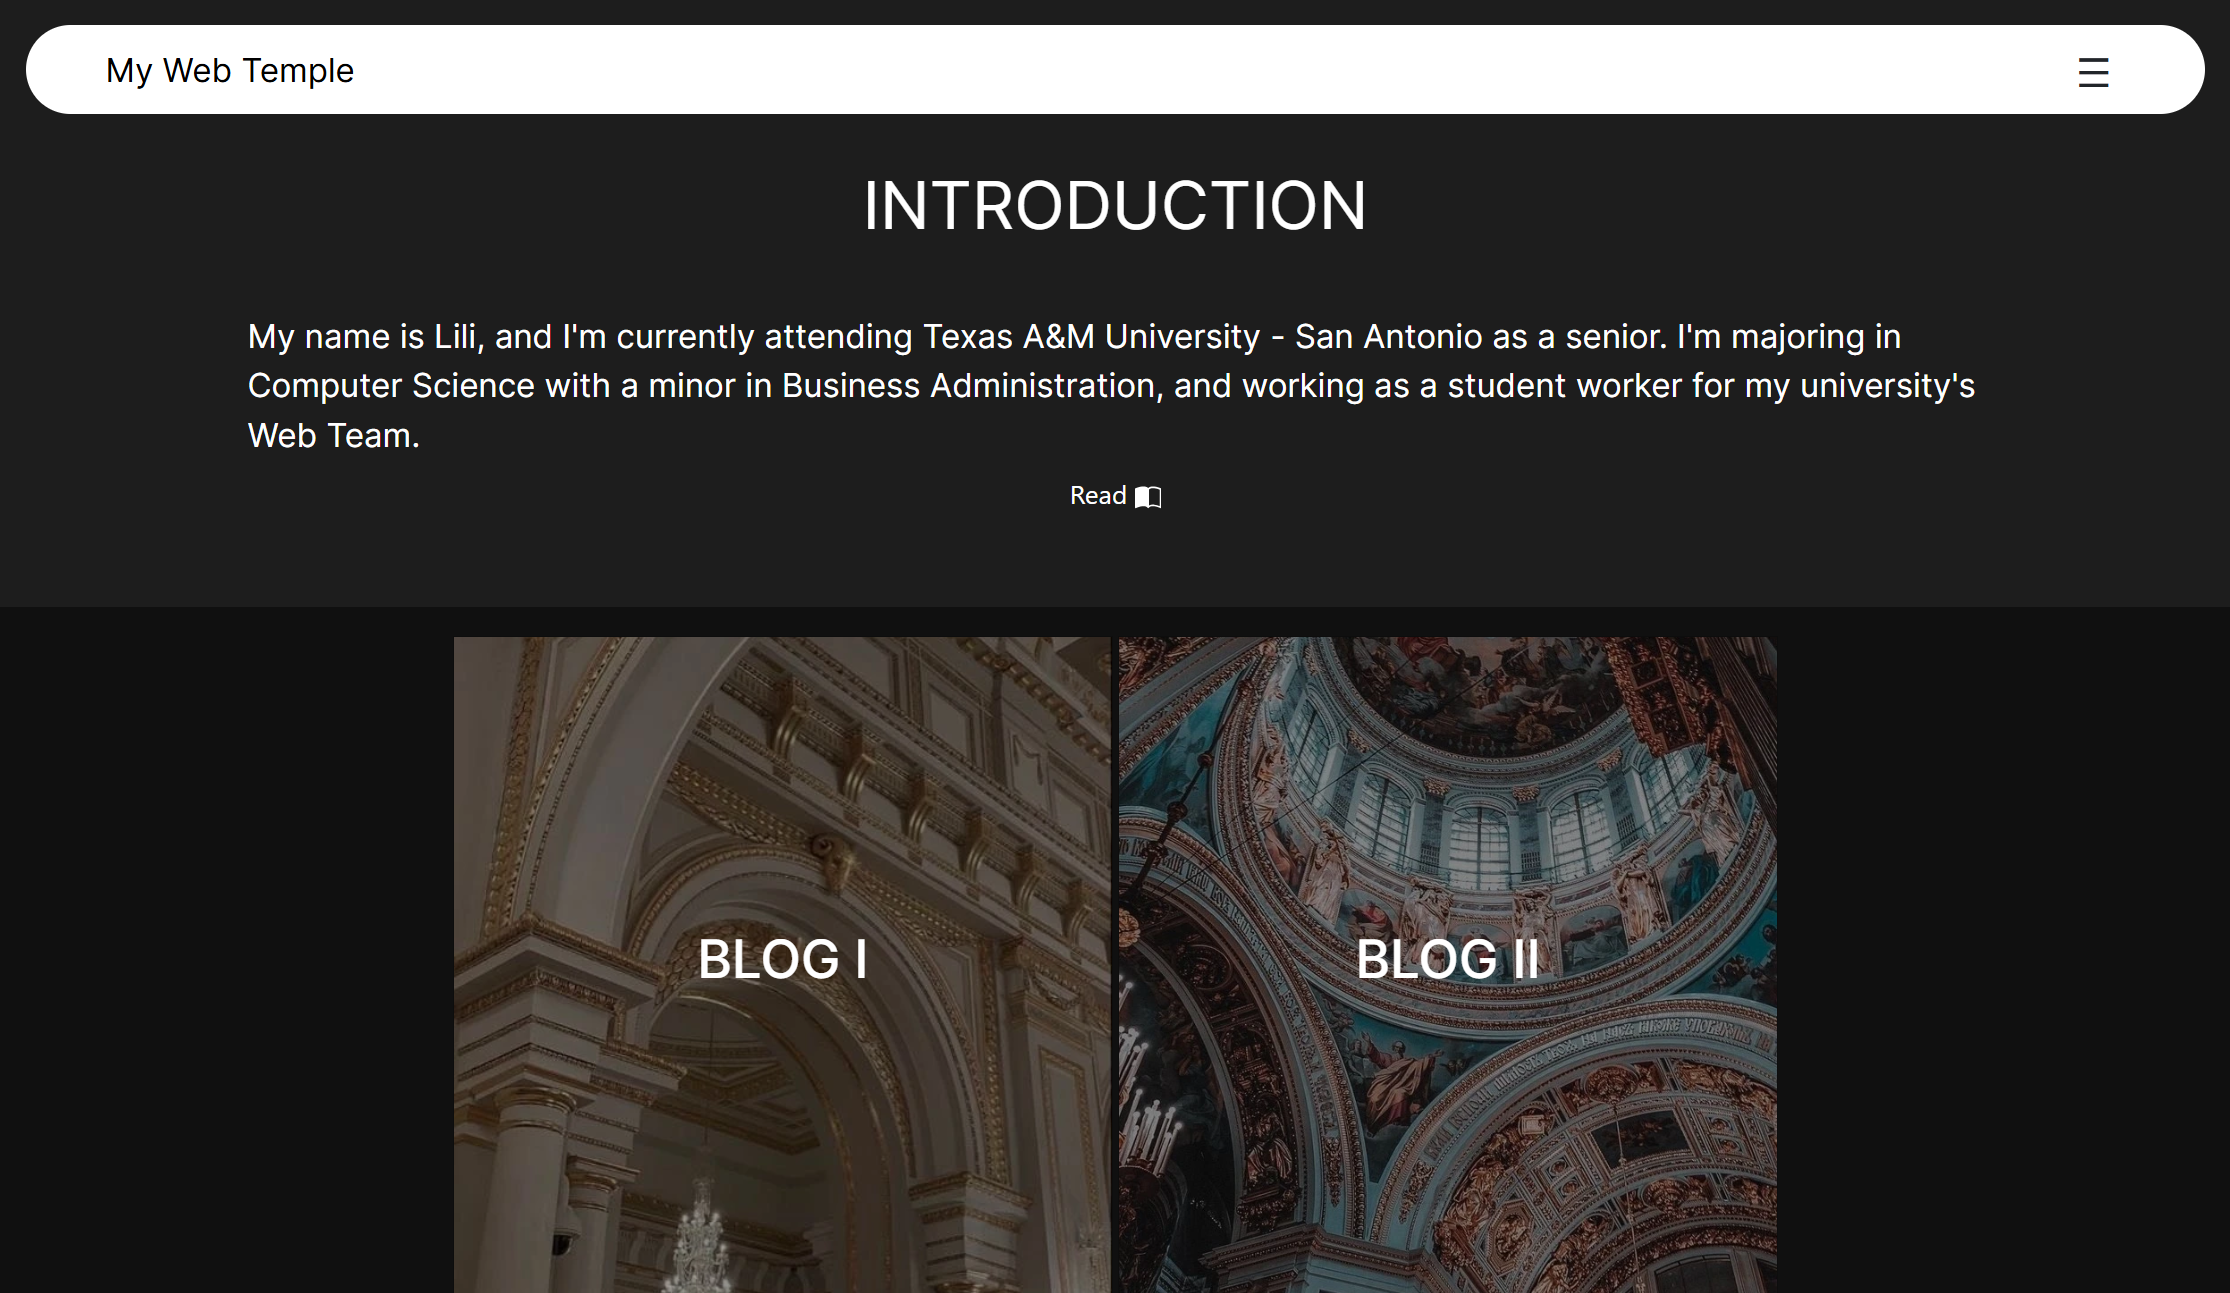 My Web Temple
INTRODUCTION
My name is Lili, and I'm currently attending Texas A&M University - San Antonio as a senior. I'm majoring in
Computer Science with a minor in Business Administration, and working as a student worker for my university's
Web Team.
Read
BLOG I
BLOG II